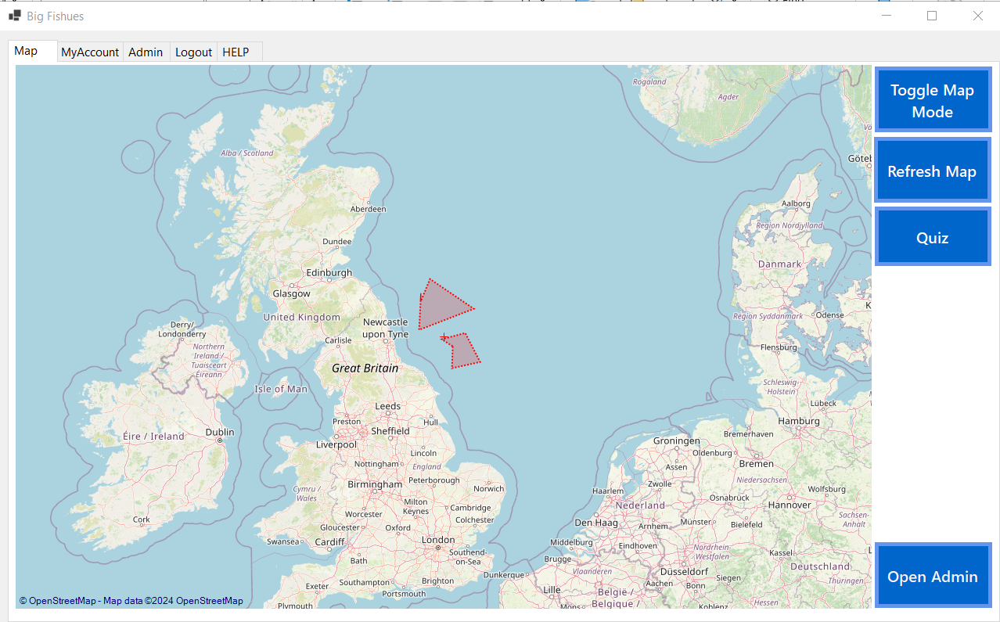 Big Fishues
Map
MyAccount
Admin
Logout
HELP
Toggle Map
Mode
Refresh Map
Quiz
Open Admin
Rogaland
Agder
Alba / Scotland
Aberdeen
Dundee
Edinburgh
Glasgow
United Kingdom
Newcastle
upon Tyne
Carlisle
Derry/
Londonderry
Northern
Ireland /
Tuaisceart
Éireann
Great Britain
Isle of Man
Leeds
Preston
Hull
Sheffield
Liverpool
Éire / Ireland
Dublin
Lincoln
Nottingham
England
Peterborough
Birmingham
Norwich
Cymru /
Wales
Milton
Keynes
Cambridge
Worcester
Colchester
Cork
Gloucester
Oxford
Swansea
Cardiff
London
Southend-
on-Sea
Bath
Southampton
Brighton
Exeter
Portsmouth
Plymouth
Göteb
Aalborg
Region Nordjylland
Danmark
Odense
Region Syddanmark
Flensburg
Schleswig-
Holstein
Lübeck
Hamburg
Bremerhaven
Groningen
Oldenburg
Bremen
Assen
Niedersachsen
Zwolle
Haarlem
Wolfsburg
Osnabrück
Nederland
Hannover
Den Haag
Arnhem
Münster
Bielefeld
Sachsen-
Anhalt
Middelburg
Eindhoven
Nordrhein-
Westfalen
Kassel
Brugge
Deutschland
Dunkerque
Vlaanderen
Düsseldorf
Siegen
Thüringen
Aachen
Bonn
Lille
België /
Belgique /
Hessen
Koblenz
Mons
© OpenStreetMap - Map data ©2024 OpenStreetMap